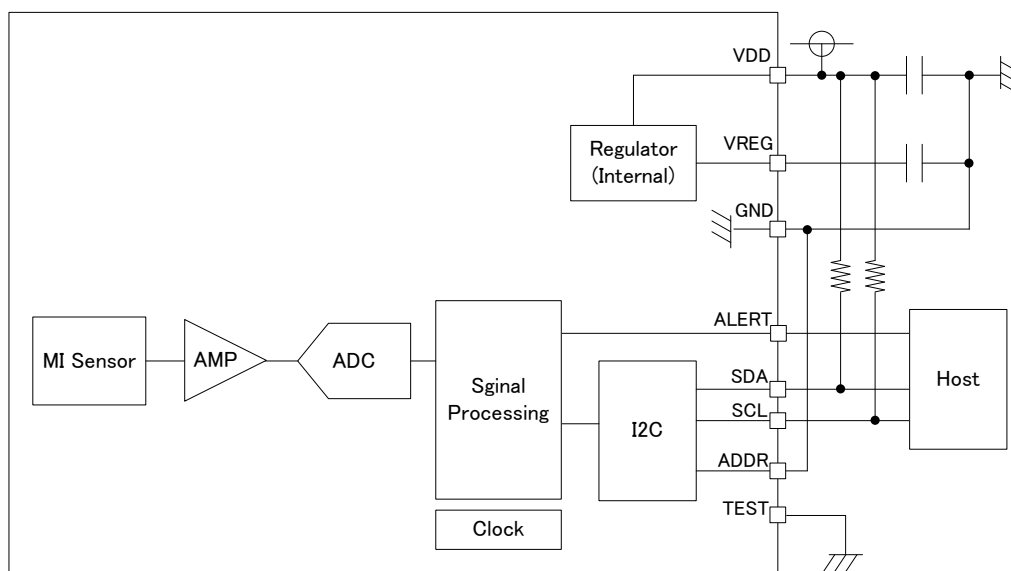 VDD
Regulator
(Internal)
VREG
GND
ALERT
MI Sensor
AMP
ADC
Sginal
Processing
I2C
SDA
SCL
ADDR
TEST
Host
Clock